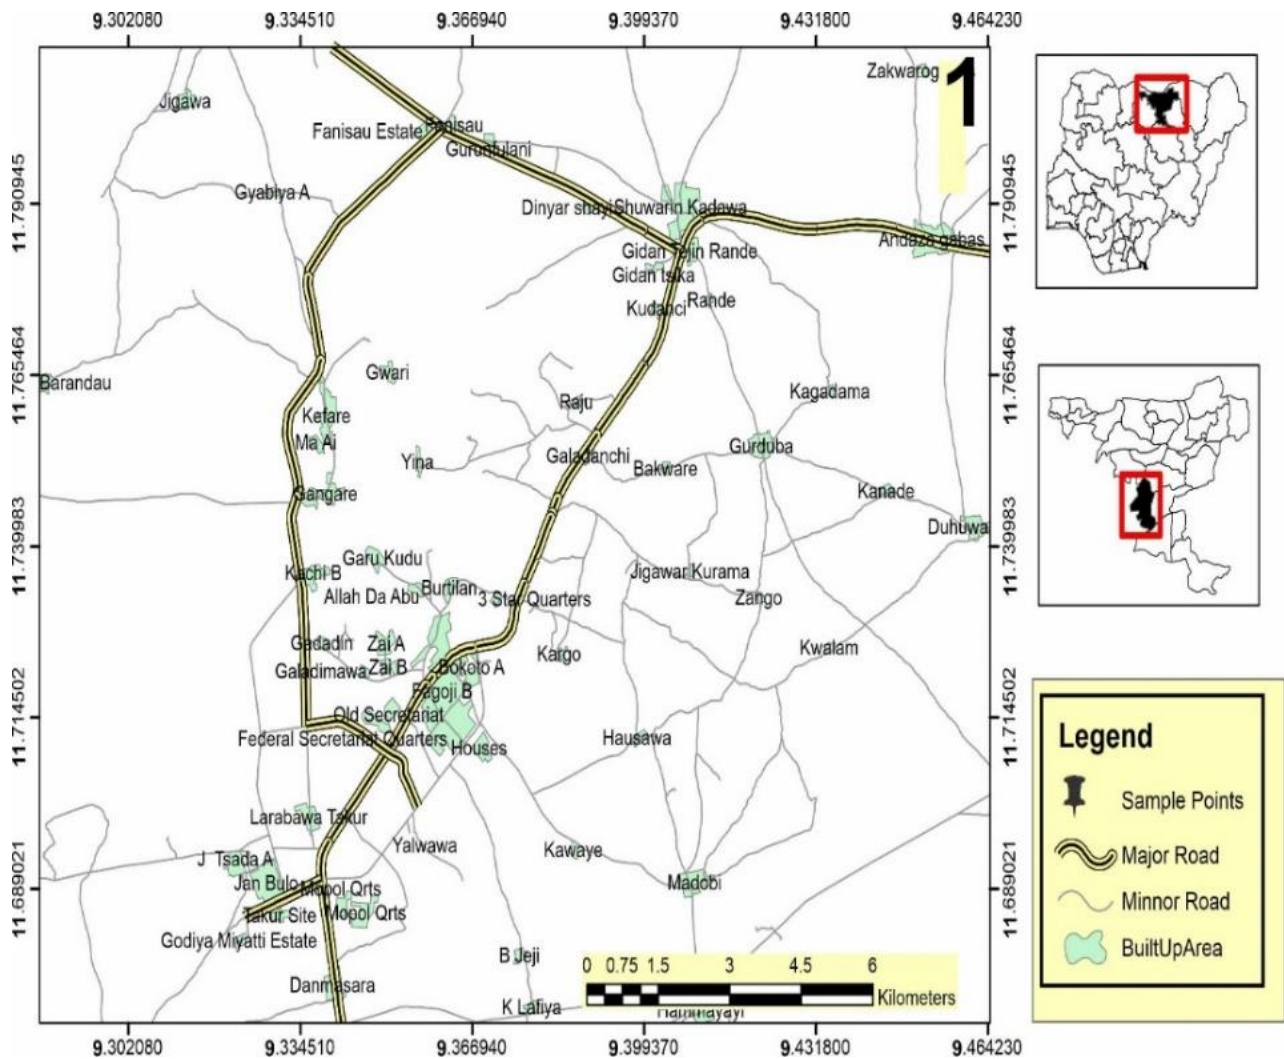 9.302080 9.334510 9.366940 9.399370 9.431800 9.464230
1
Zakwarog
Jigawa
Fanisau Estate
Fanisau
Guruntulani
Gyabiya A
11.790945
11.790945
Dinyar shayi
Shuwarin Kadawa
Andaza gabas
Gidan Tejin Rande
Gidan Isika
Kudanci
Rande
11.765464
11.765464
Barandau
Gwari
Kagadama
Raju
Kefare
Ma Ai
Gurduba
Galadanchi
Yina
Bakware
Gangare
Kanade
Duhuwa
11.739983
11.739983
Garu Kudu
Kachi B
Jigawar Kurama
Burtilan
Allah Da Abu
3 Star Quarters
Zango
Gadadin
Zai A
Kwalam
Kargo
Galadimawa
Zai B
Bokoto A
Fagoji B
11.714502
11.714502
Old Secretariat
Federal Secretariat Quarters
Houses
Hausawa
Larabawa Takur
Yalwawa
Kawaye
J Tsada A
Jan Bulo
Mopol Qrts
Madobi
11.689021
11.689021
Takur Site
Mopol Qrts
Godiya Miyatti Estate
B Jeji
Danmasara
K Lafiya
0 0.75 1.5 3 4.5 6
Kilometers
9.302080 9.334510 9.366940 9.399370 9.431800 9.464230
Legend
Sample Points
Major Road
Minnor Road
BuiltUpArea